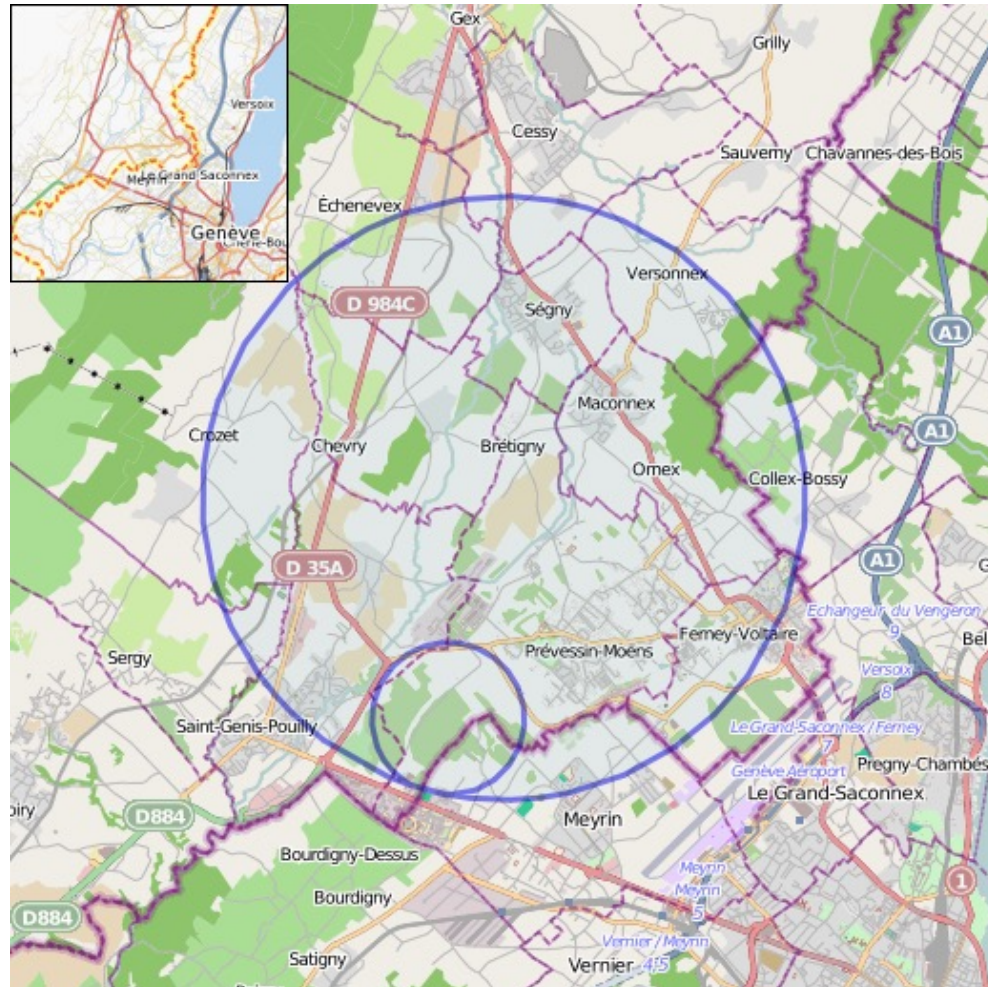 Gex
Grilly
Versoix
Le Grand Saconnex
Meyrin
Genève
Cessy
Sauverny
Chavannes-des-Bois
Échenevex
Versonnex
D 984C
Ségny
A1
Maconnex
Crozet
Chevry
Brétigny
A1
Ornex
Collex-Bossy
D 35A
A1
Echangeur du Vengeron
9
Ferney-Voltaire
Prévessin-Moëns
Sergy
Versoix
8
Saint-Genis-Pouilly
Le Grand-Saconnex / Ferney
7
Pregny-Chambés
Genève Aéroport
Le Grand-Saconnex
D884
Meyrin
Bourdigny-Dessus
Meyrin
Meyrin
5
1
Bourdigny
D884
Vernier / Meyrin
4;5
Satigny
Vernier